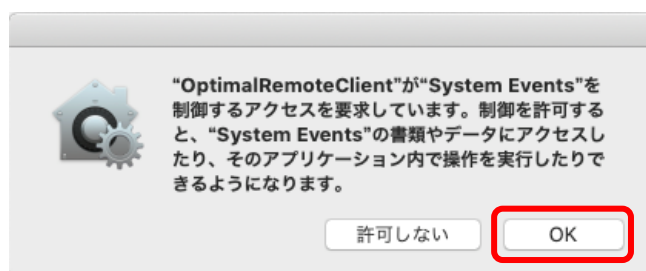 “OptimalRemoteClient”が“System Events”を
制御するアクセスを要求しています。制御を許可する
と、“System Events”の書類やデータにアクセスし
たり、そのアプリケーション内で操作を実行したりで
きるようになります。
許可しない
OK